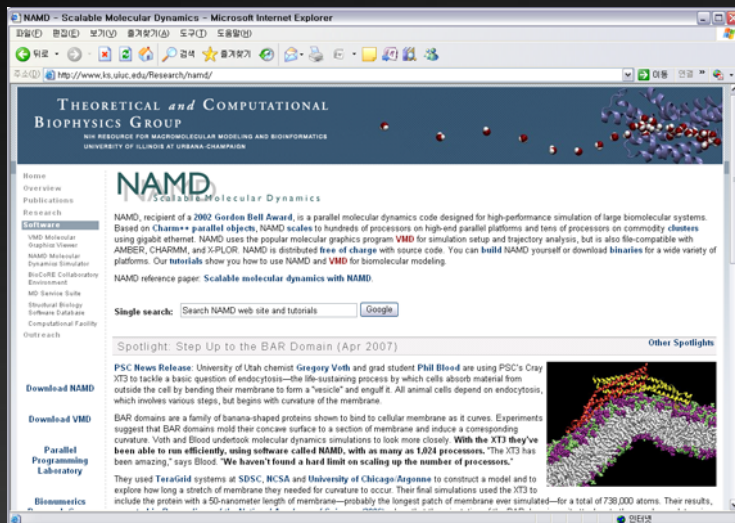 NAMD - Scalable Molecular Dynamics - Microsoft Internet Explorer
파일(F) 편집(E) 보기(V) 즐겨찾기(A) 도구(T) 도움말(H)
뒤로 검색 즐겨찾기
주소(D) http://www.ks.uiuc.edu/Research/namd/ 이동 연결 »
THEORETICAL and COMPUTATIONAL
BIOPHYSICS GROUP
NIH RESOURCE FOR MACROMOLECULAR MODELING AND BIOINFORMATICS
UNIVERSITY OF ILLINOIS AT URBANA-CHAMPAIGN
Home
Overview
Publications
Research
Software
VMD Molecular
Graphics Viewer
NAMD Molecular
Dynamics Simulator
BioCoRE Collaboratory
Environment
MD Service Suite
Structural Biology
Software Database
Computational Facility
Outreach
Download NAMD
Download VMD
Parallel
Programming
Laboratory
Bionumerics
NAMD
Scalable Molecular Dynamics
NAMD, recipient of a 2002 Gordon Bell Award, is a parallel molecular dynamics code designed for high-performance simulation of large biomolecular systems.
Based on Charm++ parallel objects, NAMD scales to hundreds of processors on high-end parallel platforms and tens of processors on commodity clusters
using gigabit ethernet. NAMD uses the popular molecular graphics program VMD for simulation setup and trajectory analysis, but is also file-compatible with
AMBER, CHARMM, and X-PLOR. NAMD is distributed free of charge with source code. You can build NAMD yourself or download binaries for a wide variety of
platforms. Our tutorials show you how to use NAMD and VMD for biomolecular modeling.
NAMD reference paper: Scalable molecular dynamics with NAMD.
Single search: Search NAMD web site and tutorials Google
Spotlight: Step Up to the BAR Domain (Apr 2007) Other Spotlights
PSC News Release: University of Utah chemist Gregory Voth and grad student Phil Blood are using PSC's Cray
XT3 to tackle a basic question of endocytosis—the life-sustaining process by which cells absorb material from
outside the cell by bending their membrane to form a "vesicle" and engulf it. All animal cells depend on endocytosis,
which involves various steps, but begins with curvature of the membrane.
BAR domains are a family of banana-shaped proteins shown to bind to cellular membrane as it curves. Experiments
suggest that BAR domains mold their concave surface to a section of membrane and induce a corresponding
curvature. Voth and Blood undertook molecular dynamics simulations to look more closely. With the XT3 they've
been able to run efficiently, using software called NAMD, with as many as 1,024 processors. "The XT3 has
been amazing," says Blood. "We haven't found a hard limit on scaling up the number of processors."
They used TeraGrid systems at SDSC, NCSA and University of Chicago/Argonne to construct a model and to
explore how long a stretch of membrane they needed for curvature to occur. Their final simulations used the XT3 to
include the protein with a 50-nanometer length of membrane—probably the longest patch of membrane ever simulated—for a total of 738,000 atoms. Their results,
인터넷